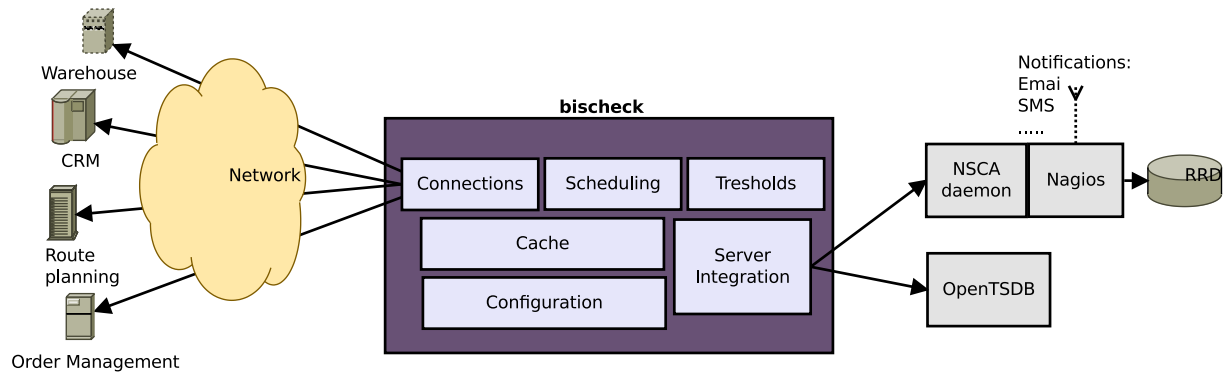 Warehouse
CRM
Route
planning
Order Management
Network
bischeck
Connections
Scheduling
Tresholds
Cache
Configuration
Server
Integration
Notifications:
Emai
SMS
.....
NSCA
daemon
Nagios
RRD
OpenTSDB